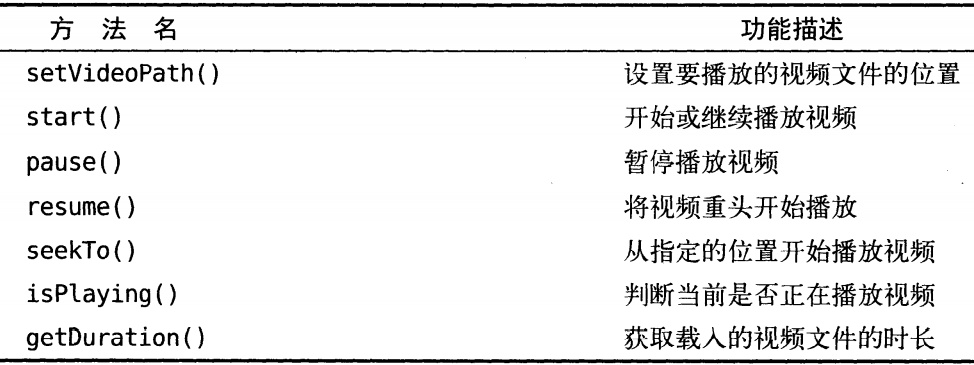 方 法 名 功能描述
setVideoPath() 设置要播放的视频文件的位置
start() 开始或继续播放视频
pause() 暂停播放视频
resume() 将视频重头开始播放
seekTo() 从指定的位置开始播放视频
isPlaying() 判断当前是否正在播放视频
getDuration() 获取载入的视频文件的时长